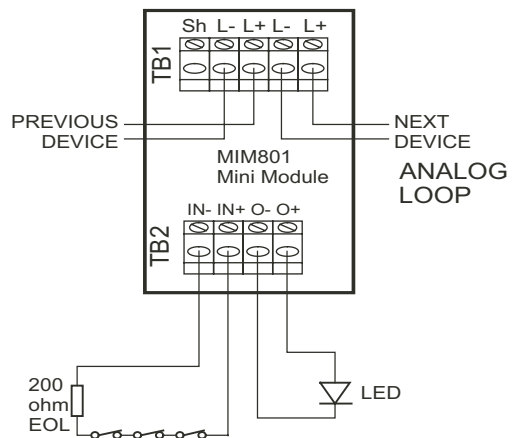 Sh L- L+ L- L+
TB1
PREVIOUS
DEVICE
NEXT
DEVICE
MIM801
Mini Module
ANALOG
LOOP
IN- IN+ O- O+
TB2
200
ohm
EOL
LED